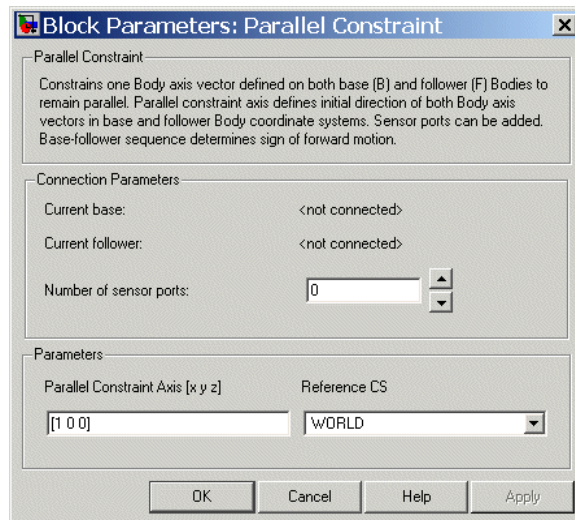 Block Parameters: Parallel Constraint
Parallel Constraint
Constrains one Body axis vector defined on both base (B) and follower (F) Bodies to
remain parallel. Parallel constraint axis defines initial direction of both Body axis
vectors in base and follower Body coordinate systems. Sensor ports can be added.
Base-follower sequence determines sign of forward motion.
Connection Parameters
Current base: <not connected>
Current follower: <not connected>
Number of sensor ports: 0
Parameters
Parallel Constraint Axis [x y z] Reference CS
[1 0 0] WORLD
OK Cancel Help Apply